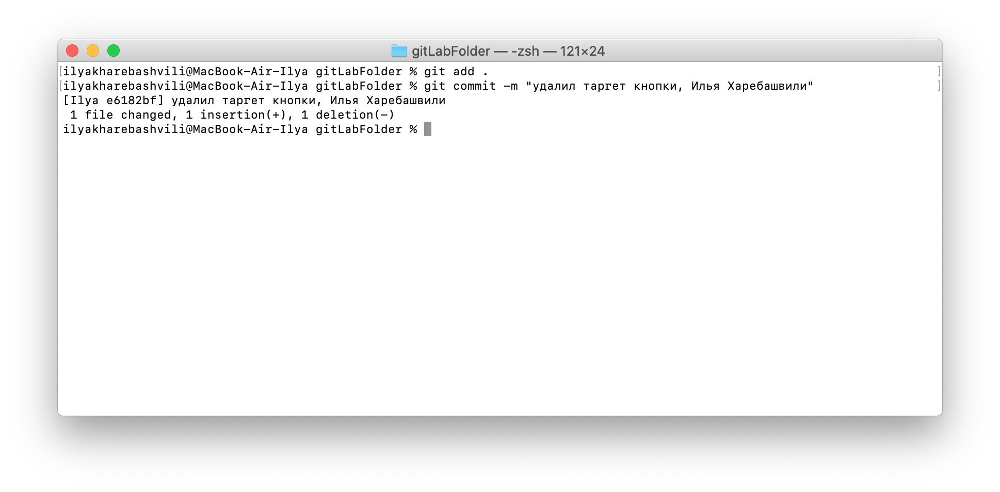 gitLabFolder — -zsh — 121×24
[ilyakharebashvili@MacBook-Air-Ilya gitLabFolder % git add . ]
[ilyakharebashvili@MacBook-Air-Ilya gitLabFolder % git commit -m "удалил таргет кнопки, Илья Харебашвили" ]
[Ilya e6182bf] удалил таргет кнопки, Илья Харебашвили
 1 file changed, 1 insertion(+), 1 deletion(-)
ilyakharebashvili@MacBook-Air-Ilya gitLabFolder %